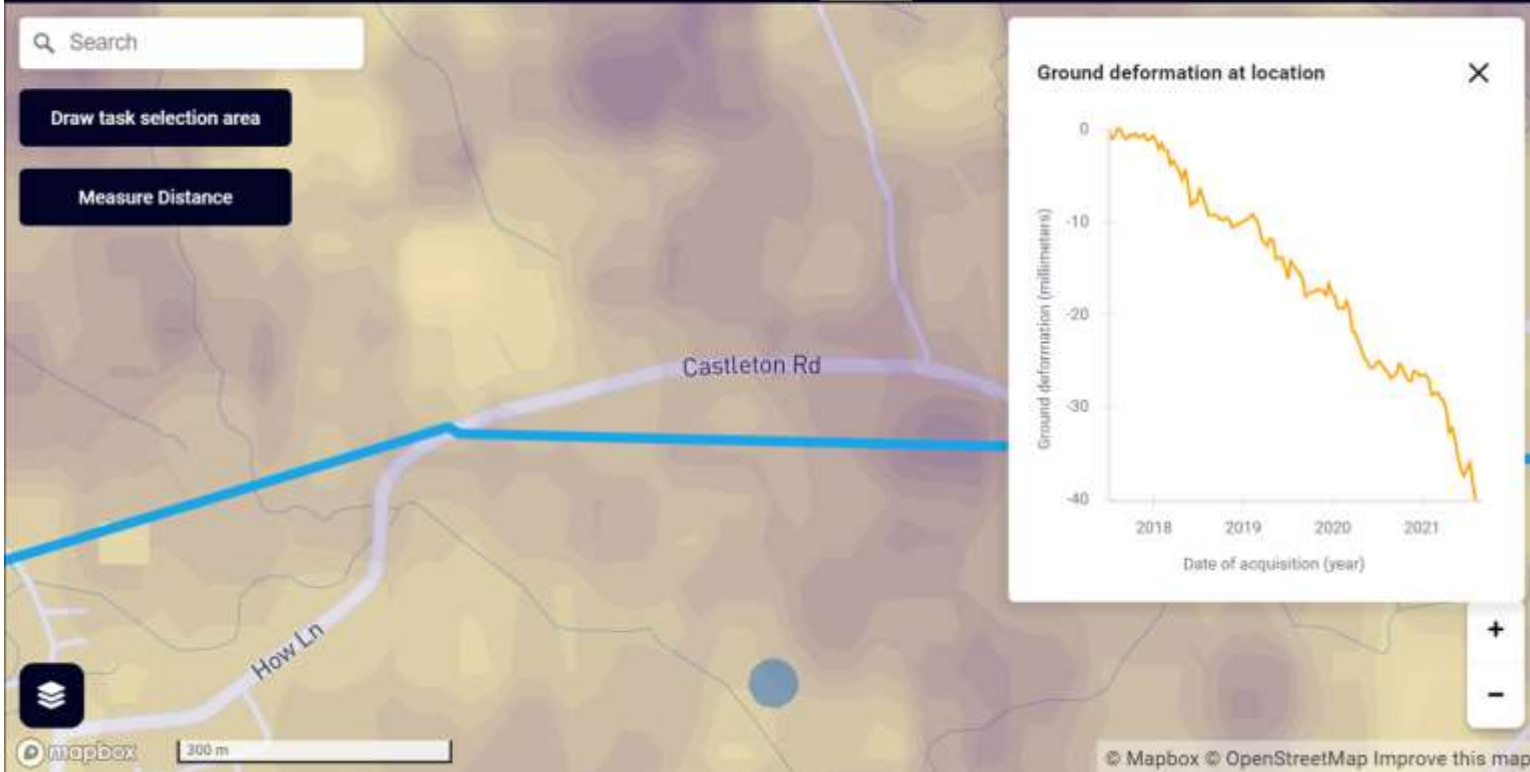 Search
Draw task selection area
Measure Distance
Castleton Rd
How Ln
mapbox
300 m
Ground deformation at location
Ground deformation (millimeters)
0
-10
-20
-30
-40
2018 2019 2020 2021
Date of acquisition (year)
+
−
© Mapbox © OpenStreetMap Improve this map